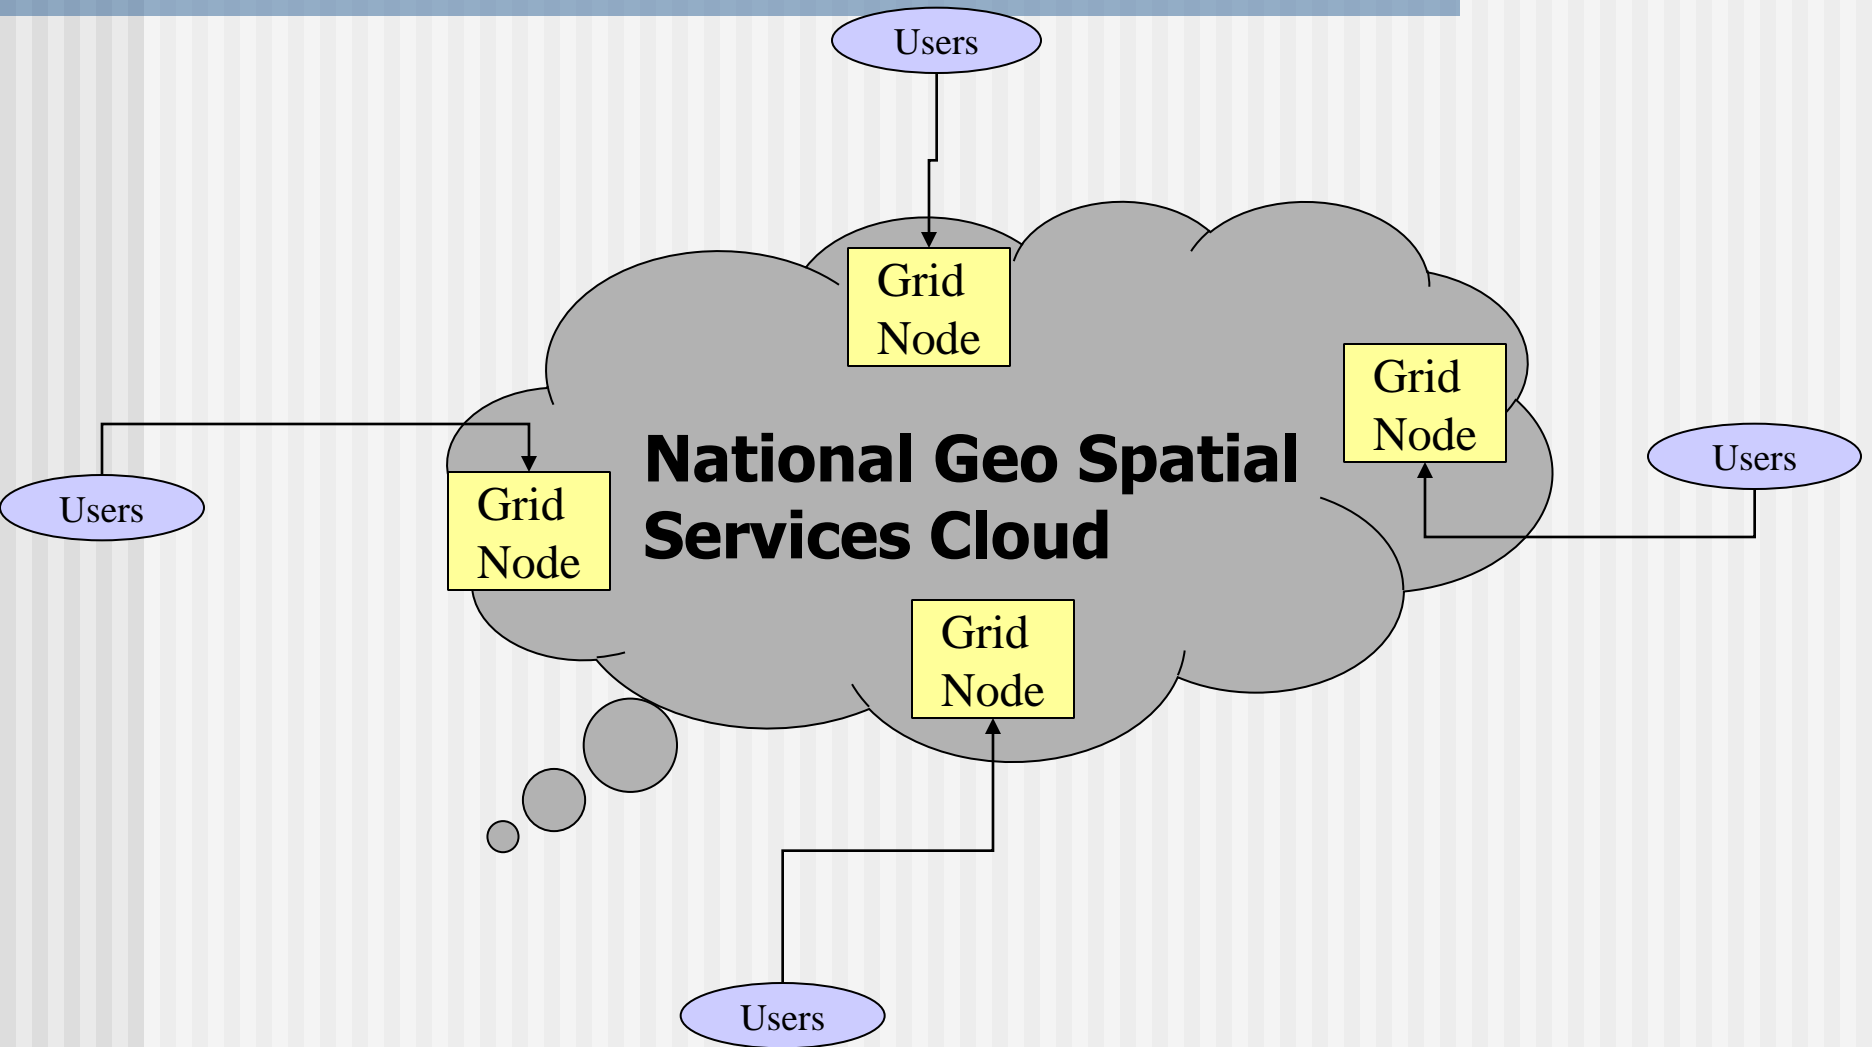 Users
Grid
Node
Grid
Node
National Geo Spatial
Services Cloud
Users
Users
Grid
Node
Grid
Node
Users